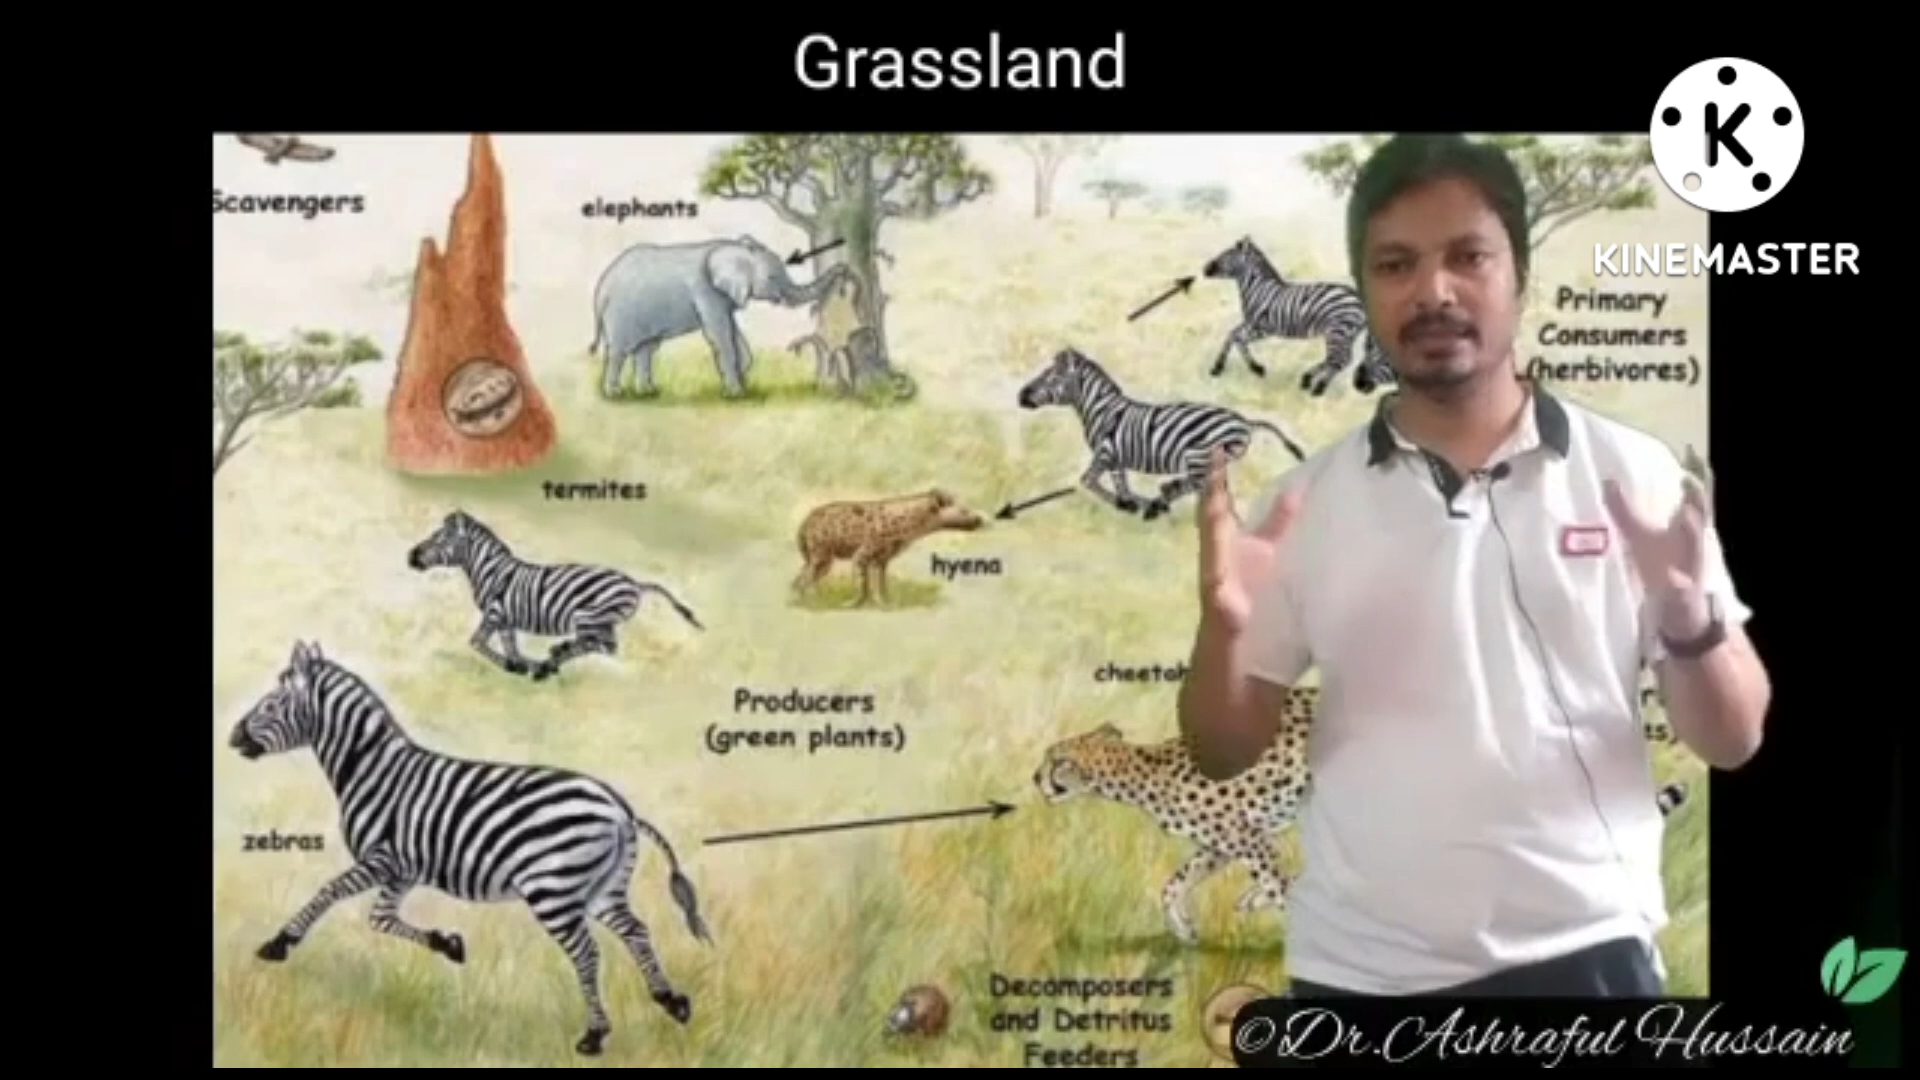 Grassland
K
KINEMASTER
Scavengers
elephants
Primary
Consumers
(herbivores)
termites
hyena
cheetah
Producers
(green plants)
zebras
Decomposers
and Detritus
Feeders
©Dr.Ashraful Hussain